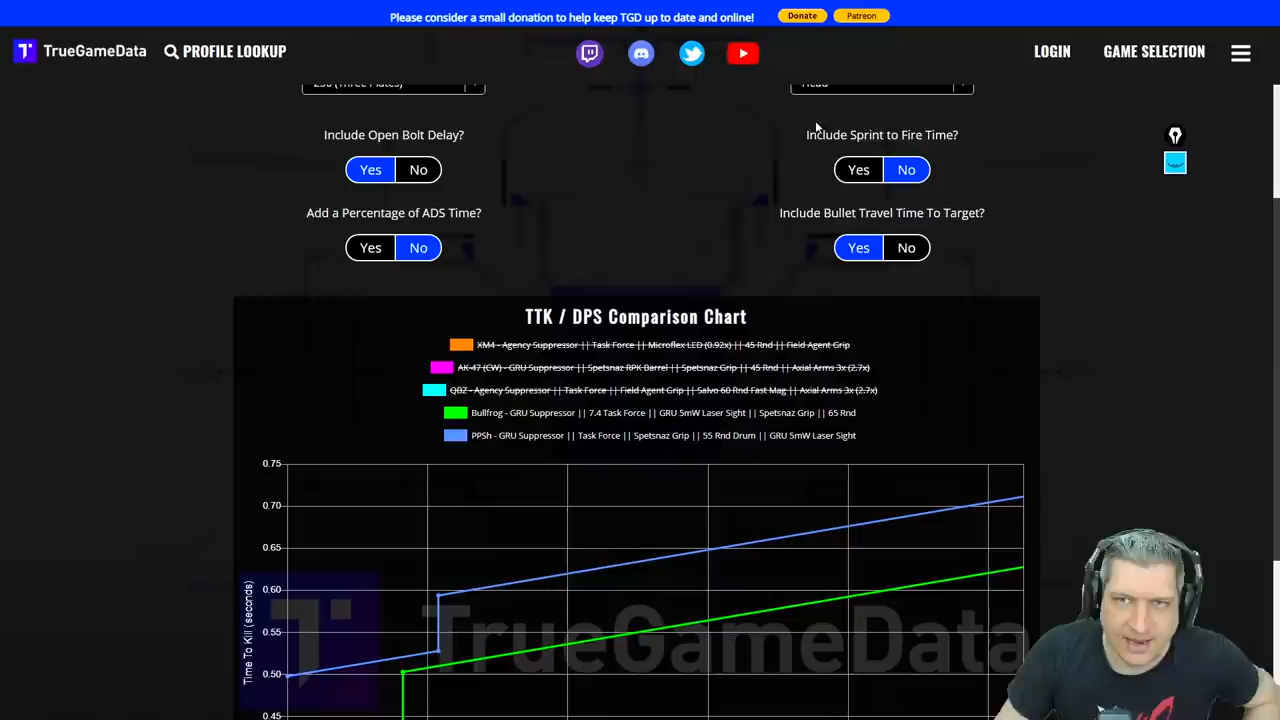 Please consider a small donation to help keep TGD up to date and online!
Donate
Patreon
TrueGameData
PROFILE LOOKUP
LOGIN
GAME SELECTION
Include Open Bolt Delay?
Include Sprint to Fire Time?
Yes
No
Yes
No
Add a Percentage of ADS Time?
Include Bullet Travel Time To Target?
Yes
No
Yes
No
TTK / DPS Comparison Chart
XM4 - Agency Suppressor || Task Force || Microflex LED (0.92x) || 45 Rnd || Field Agent Grip
AK-47 (CW) - GRU Suppressor || Spetsnaz RPK Barrel || Spetsnaz Grip || 45 Rnd || Axial Arms 3x (2.7x)
QBZ - Agency Suppressor || Task Force || Field Agent Grip || Salvo 60 Rnd Fast Mag || Axial Arms 3x (2.7x)
Bullfrog - GRU Suppressor || 7.4 Task Force || GRU 5mW Laser Sight || Spetsnaz Grip || 65 Rnd
PPSh - GRU Suppressor || Task Force || Spetsnaz Grip || 55 Rnd Drum || GRU 5mW Laser Sight
0.75
0.70
0.65
0.60
0.55
0.50
0.45
Time To Kill (seconds)
TrueGameData